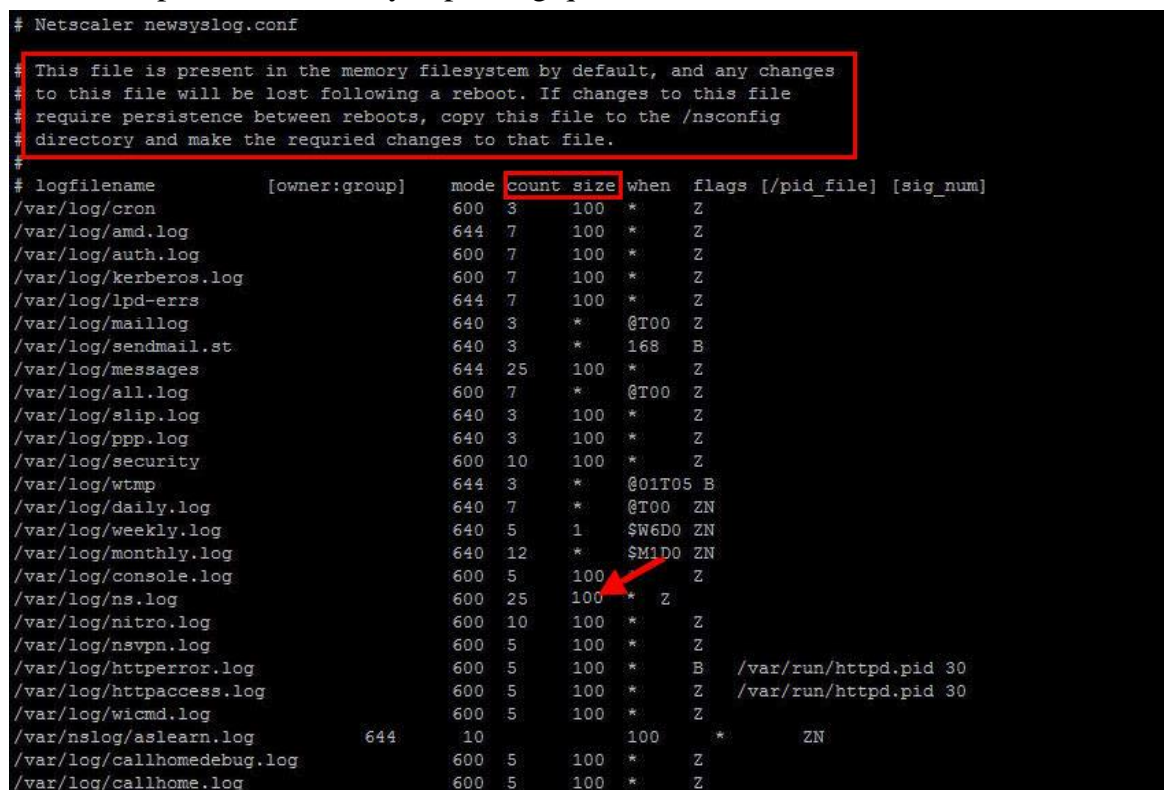 # Netscaler newsyslog.conf
# This file is present in the memory filesystem by default, and any changes
# to this file will be lost following a reboot. If changes to this file
# require persistence between reboots, copy this file to the /nsconfig
# directory and make the requried changes to that file.
#
# logfilename [owner:group] mode count size when flags [/pid_file] [sig_num]
/var/log/cron 600 3 100 * Z
/var/log/amd.log 644 7 100 * Z
/var/log/auth.log 600 7 100 * Z
/var/log/kerberos.log 600 7 100 * Z
/var/log/lpd-errs 644 7 100 * Z
/var/log/maillog 640 3 * @T00 Z
/var/log/sendmail.st 640 3 * 168 B
/var/log/messages 644 25 100 * Z
/var/log/all.log 600 7 * @T00 Z
/var/log/slip.log 640 3 100 * Z
/var/log/ppp.log 640 3 100 * Z
/var/log/security 600 10 100 * Z
/var/log/wtmp 644 3 * @01T05 B
/var/log/daily.log 640 7 * @T00 ZN
/var/log/weekly.log 640 5 1 $W6D0 ZN
/var/log/monthly.log 640 12 * $M1D0 ZN
/var/log/console.log 600 5 100 Z
/var/log/ns.log 600 25 100 * Z
/var/log/nitro.log 600 10 100 * Z
/var/log/nsvpn.log 600 5 100 * Z
/var/log/httperror.log 600 5 100 * B /var/run/httpd.pid 30
/var/log/httpaccess.log 600 5 100 * Z /var/run/httpd.pid 30
/var/log/wicmd.log 600 5 100 * Z
/var/nslog/aslearn.log 644 10 100 * ZN
/var/log/callhomedebug.log 600 5 100 * Z
/var/log/callhome.log 600 5 100 * Z